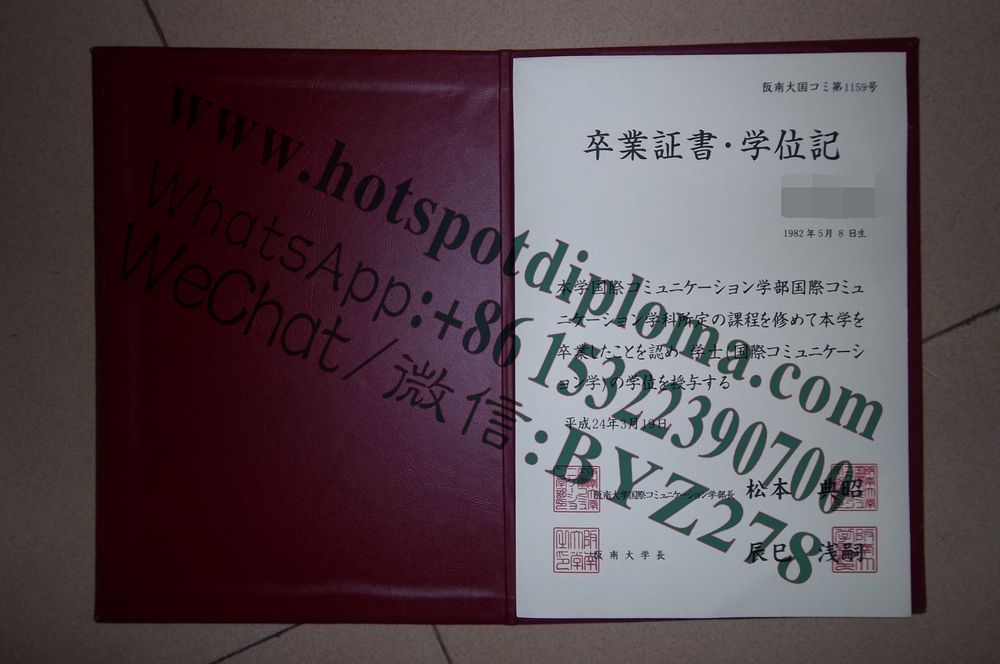 阪南大国コミ第1159号
卒業証書・学位記
1982年5月8日生
本学国際コミュニケーション学部国際コミュ
ニケーション学科所定の課程を修めて本学を
卒業したことを認め 学士(国際コミュニケーシ
ョン学)の学位を授与する
平成24年3月19日
阪南大学国際コミュニケーション学部長 松本 典昭
阪南大学長 辰巳 浅嗣
www.hotspotdiploma.com
WhatsApp:+86 15322390700
WeChat/微信:BYZ278